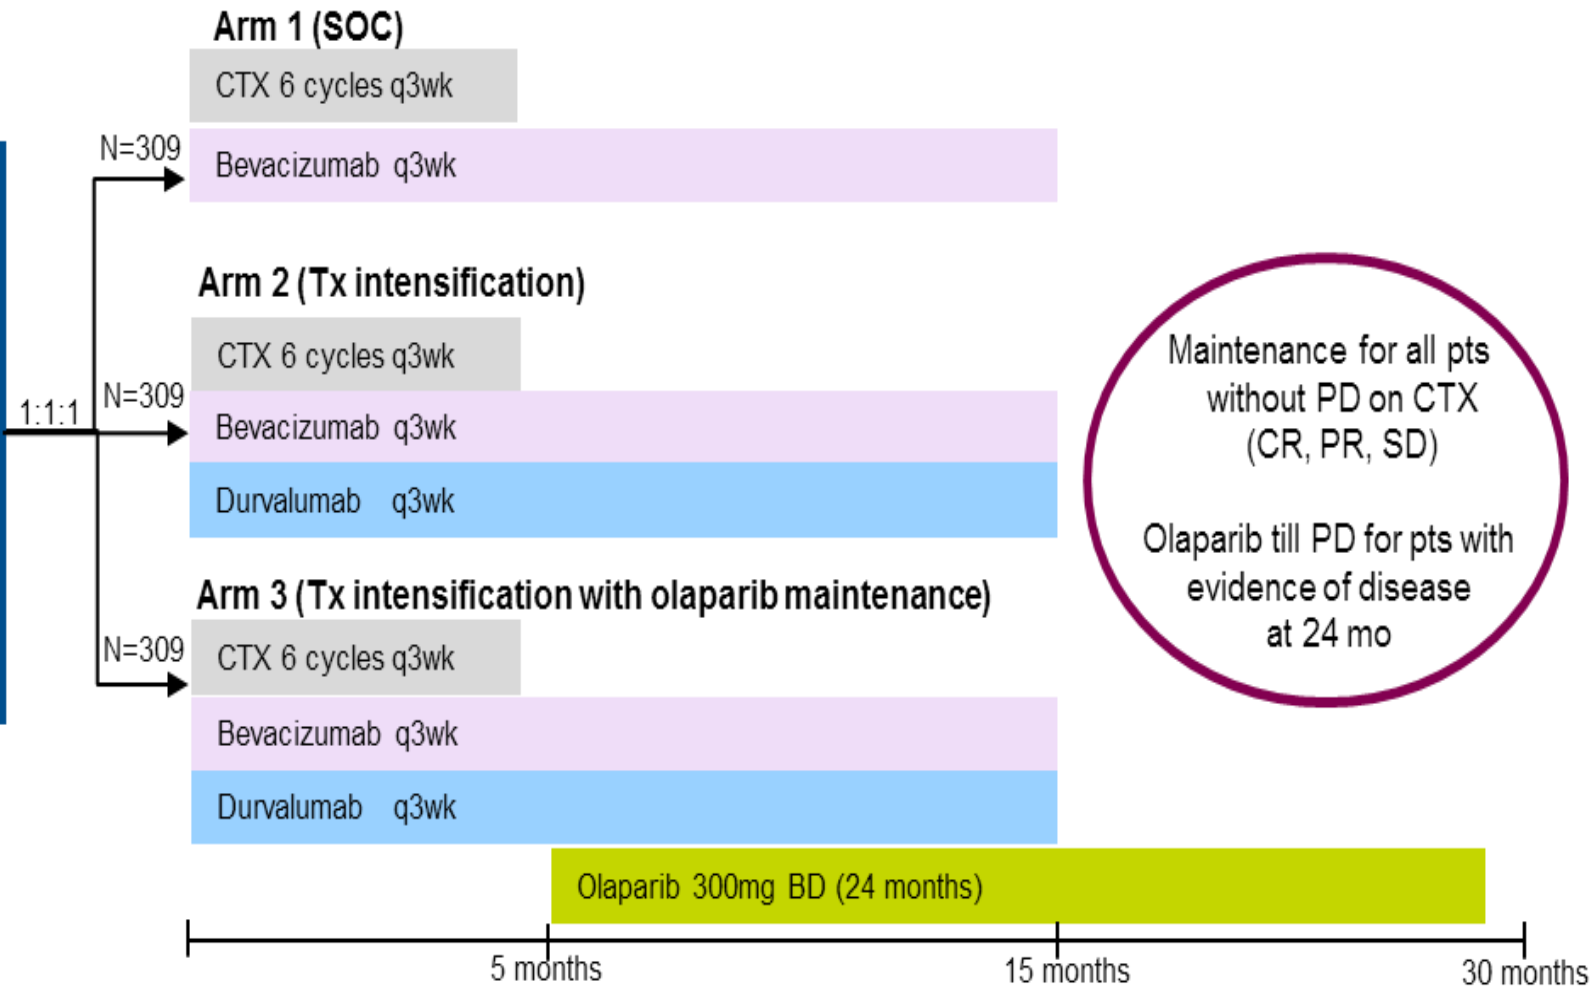 Arm 1 (SOC)
CTX 6 cycles q3wk
N=309
Bevacizumab q3wk
Arm 2 (Tx intensification)
CTX 6 cycles q3wk
1:1:1
N=309
Bevacizumab q3wk
Durvalumab q3wk
Arm 3 (Tx intensification with olaparib maintenance)
N=309
CTX 6 cycles q3wk
Bevacizumab q3wk
Durvalumab q3wk
Olaparib 300mg BD (24 months)
Maintenance for all pts
without PD on CTX
(CR, PR, SD)
Olaparib till PD for pts with
evidence of disease
at 24 mo
5 months
15 months
30 months